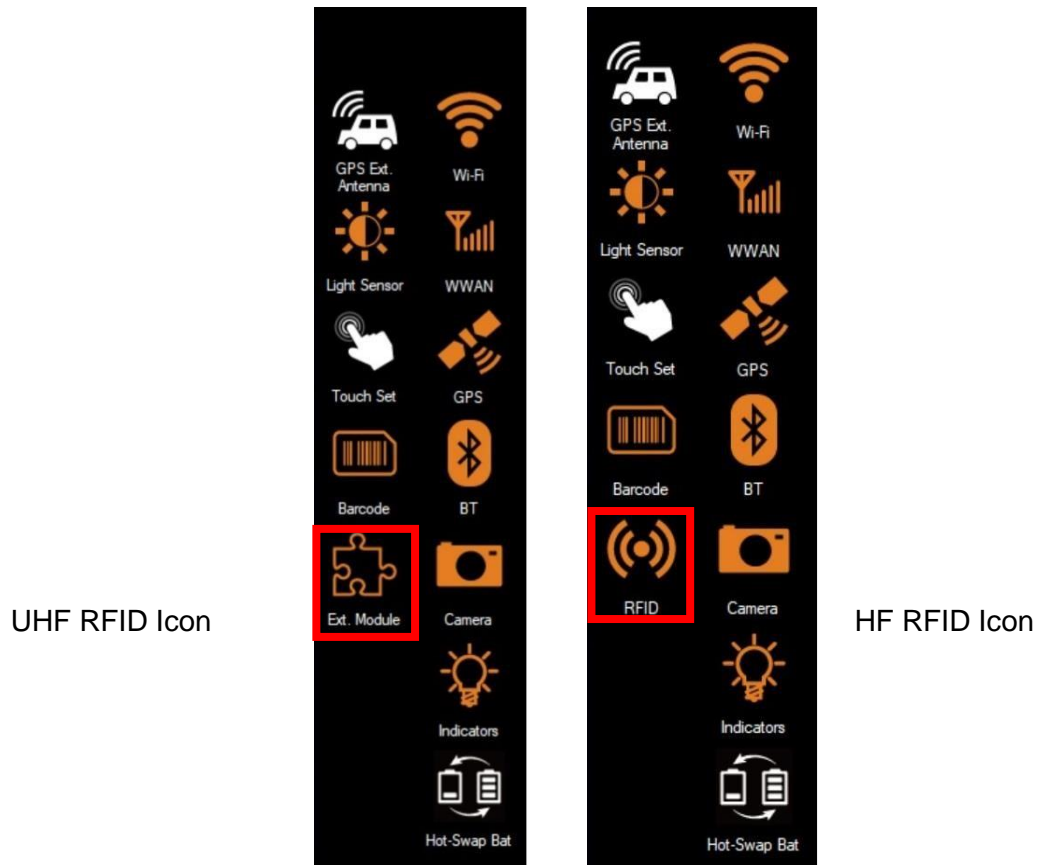 GPS Ext.
Antenna
Wi-Fi
Light Sensor
WWAN
Touch Set
GPS
Barcode
BT
Ext. Module
Camera
Indicators
Hot-Swap Bat
UHF RFID Icon
GPS Ext.
Antenna
Wi-Fi
Light Sensor
WWAN
Touch Set
GPS
Barcode
BT
RFID
Camera
Indicators
Hot-Swap Bat
HF RFID Icon